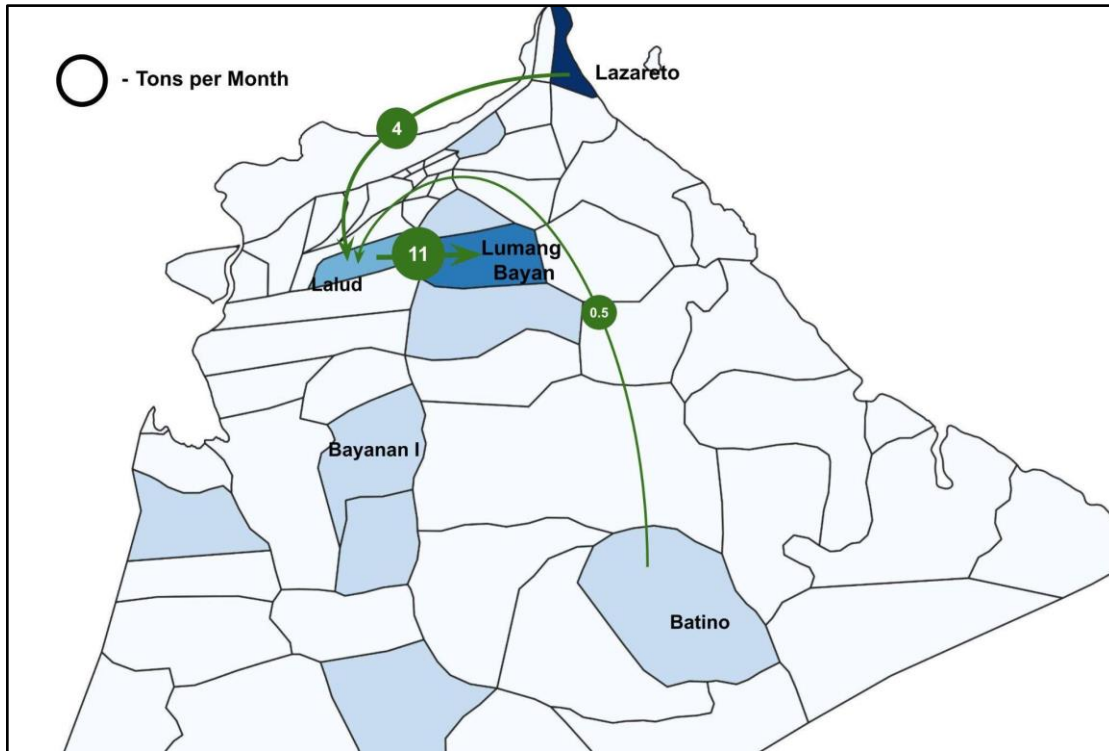 - Tons per Month
Lazareto
4
11
Lumang
Bayan
Lalud
0.5
Bayanan I
Batino